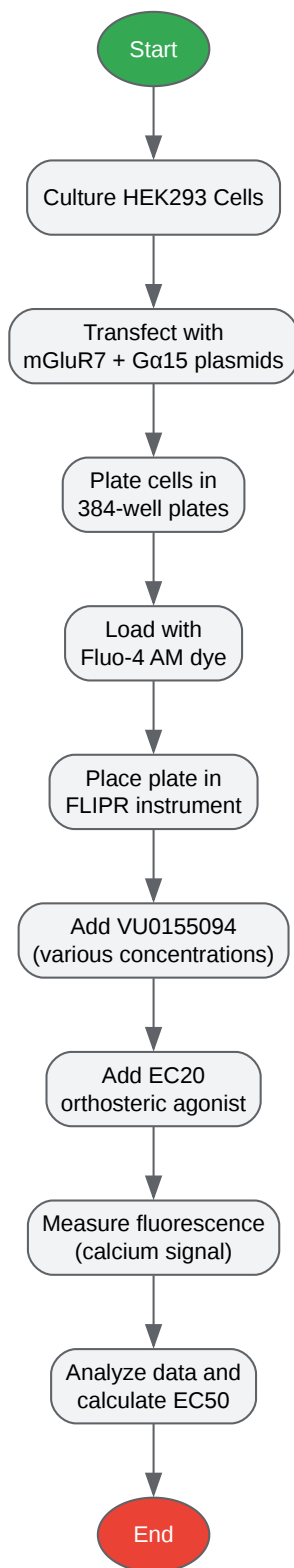 Start
Culture HEK293 Cells
Transfect with
mGluR7 + Gα15 plasmids
Plate cells in
384-well plates
Load with
Fluo-4 AM dye
Place plate in
FLIPR instrument
Add VU0155094
(various concentrations)
Add EC20
orthosteric agonist
Measure fluorescence
(calcium signal)
Analyze data and
calculate EC50
End